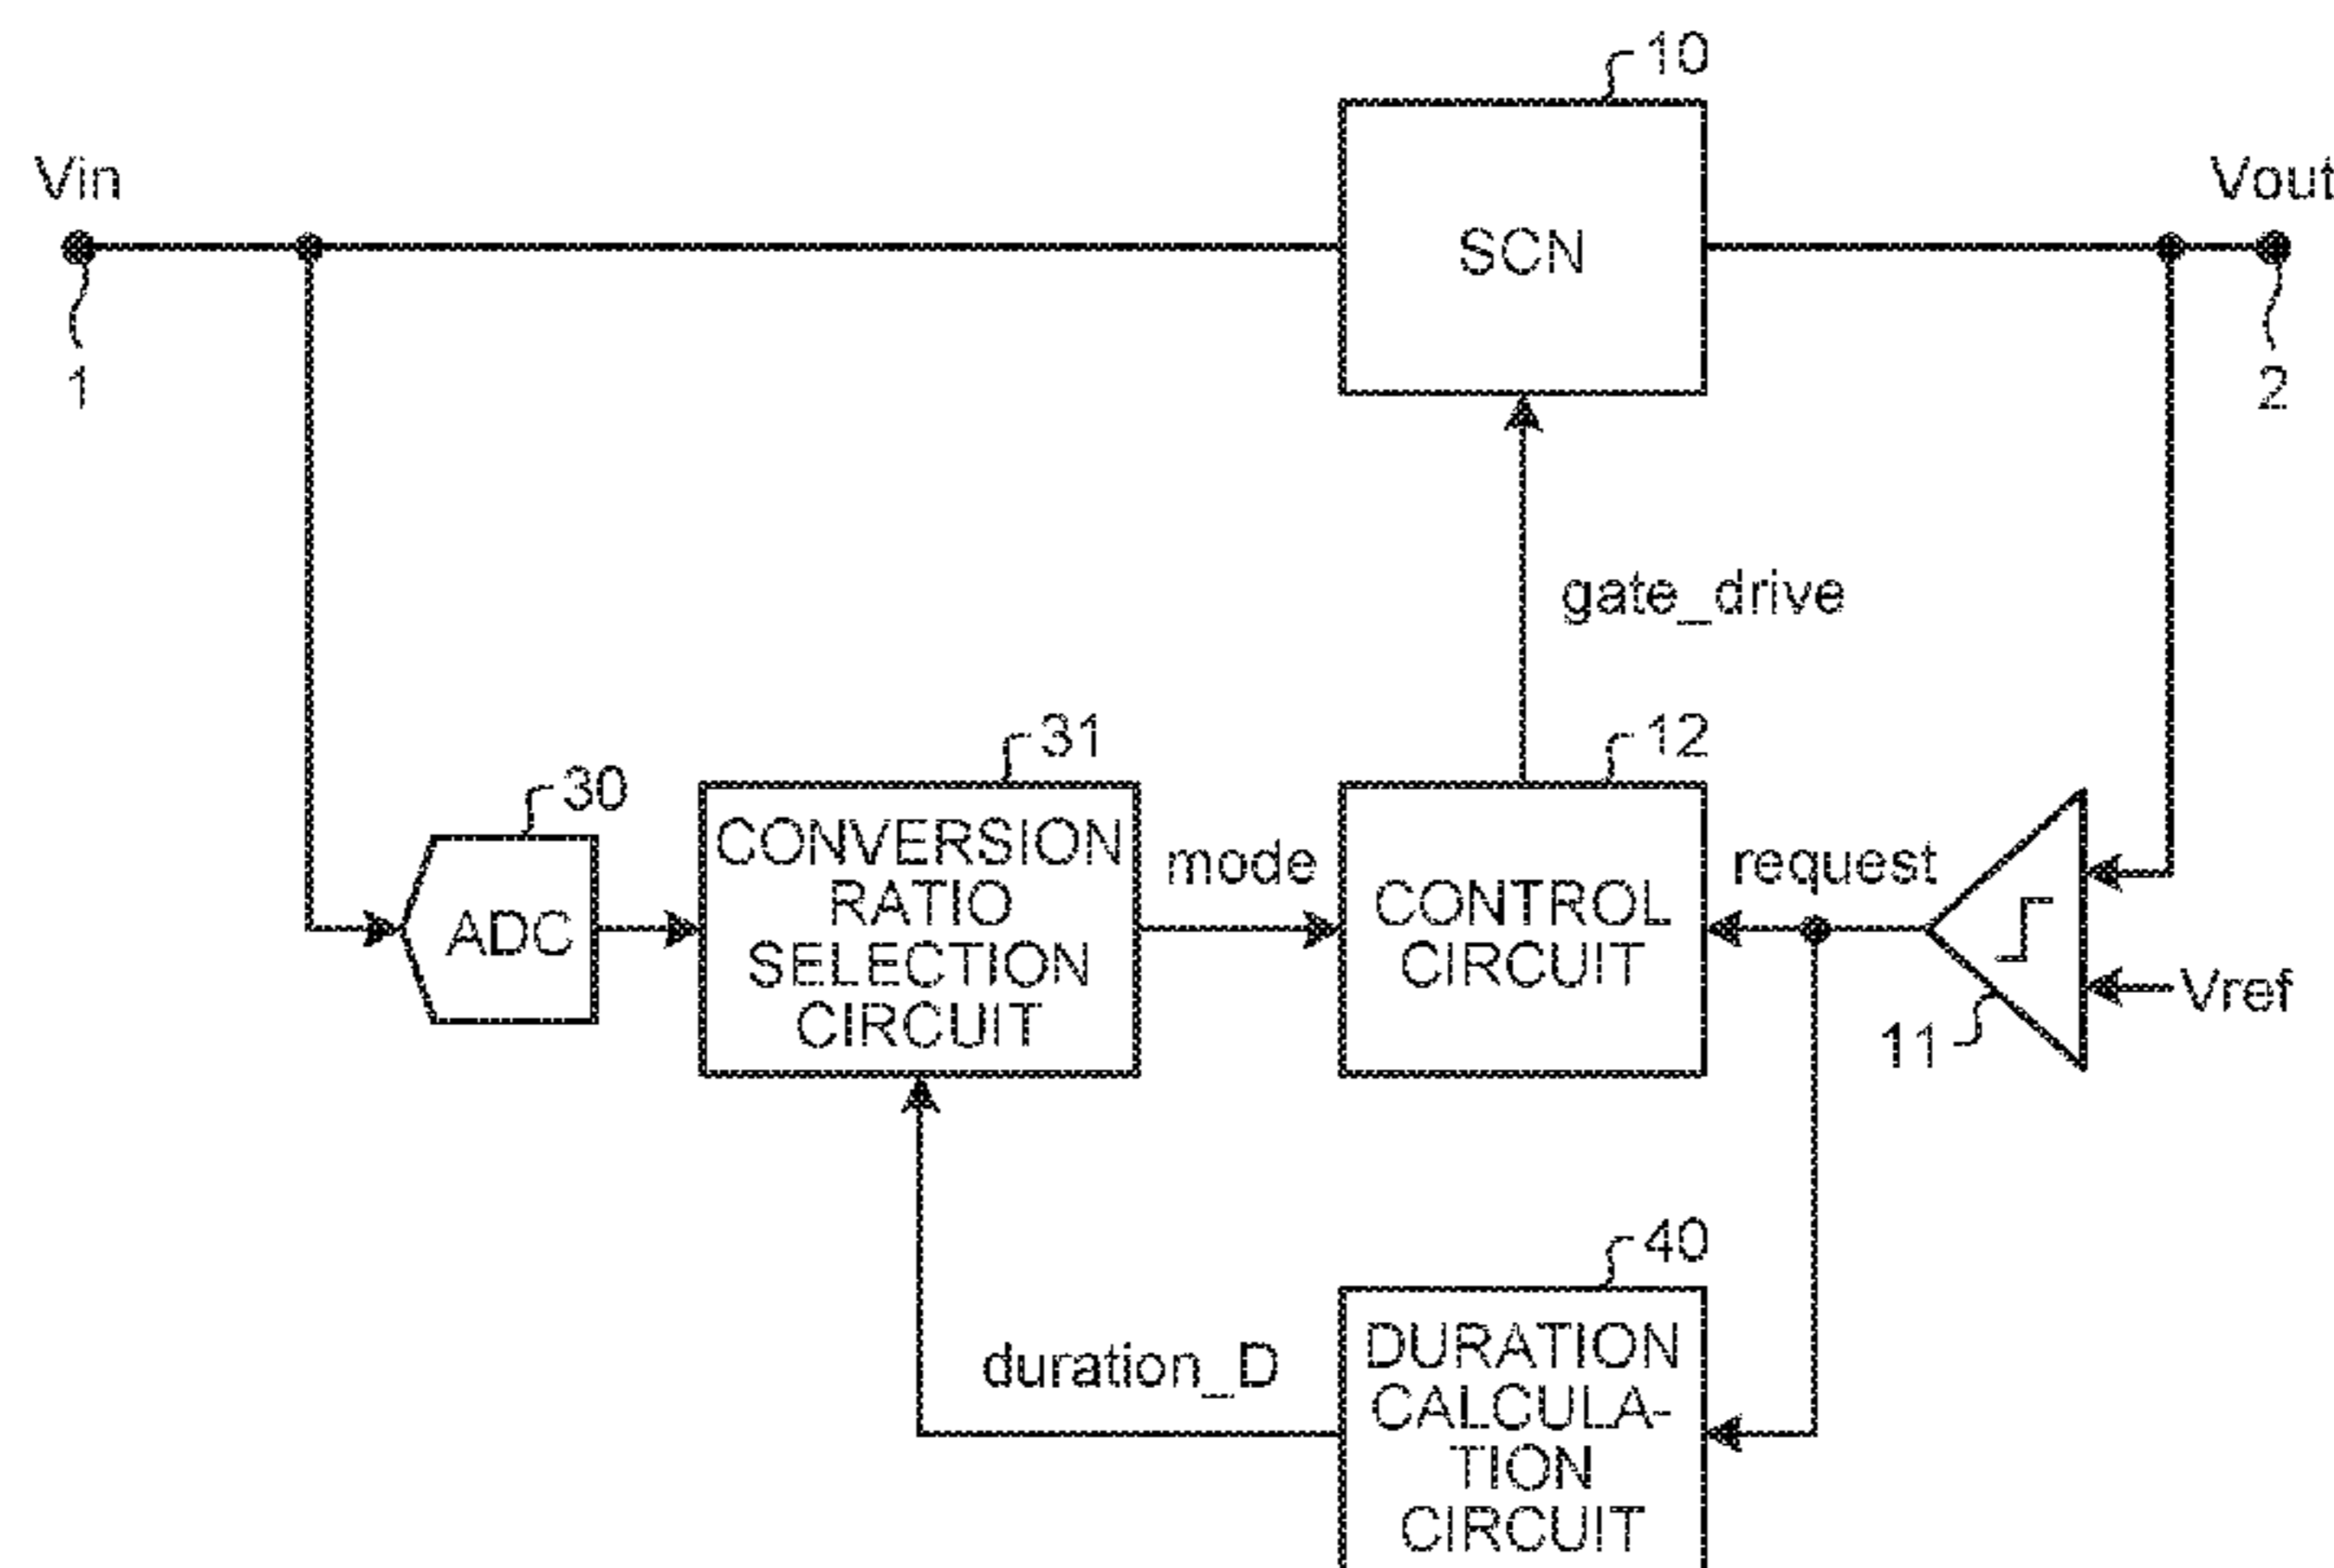 10
Vin
SCN
Vout
1
2
gate_drive
30
31
12
ADC
CONVERSION
RATIO
SELECTION
CIRCUIT
mode
CONTROL
CIRCUIT
request
Vref
11
40
duration_D
DURATION
CALCULA-
TION
CIRCUIT